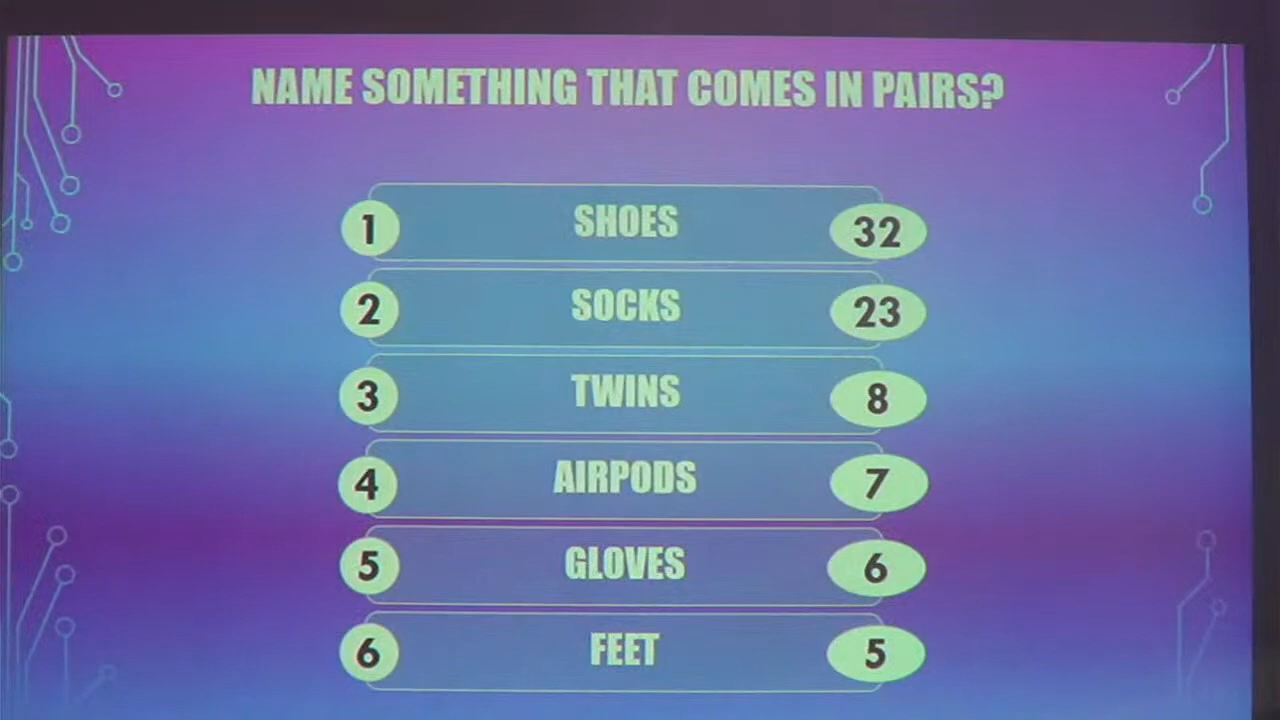 NAME SOMETHING THAT COMES IN PAIRS?
1 SHOES 32
2 SOCKS 23
3 TWINS 8
4 AIRPODS 7
5 GLOVES 6
6 FEET 5